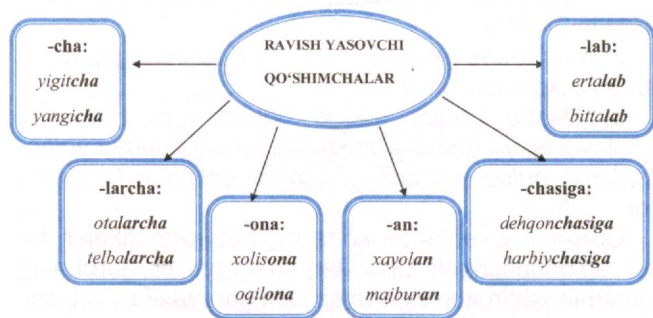 RAVISH YASOVCHI
QO‘SHIMCHALAR
-cha:
yigitcha
yangicha
-lab:
ertalab
bittalab
-larcha:
otalarcha
telbalarcha
-ona:
xolisona
oqilona
-an:
xayolan
majburan
-chasiga:
dehqonchasiga
harbiychasiga